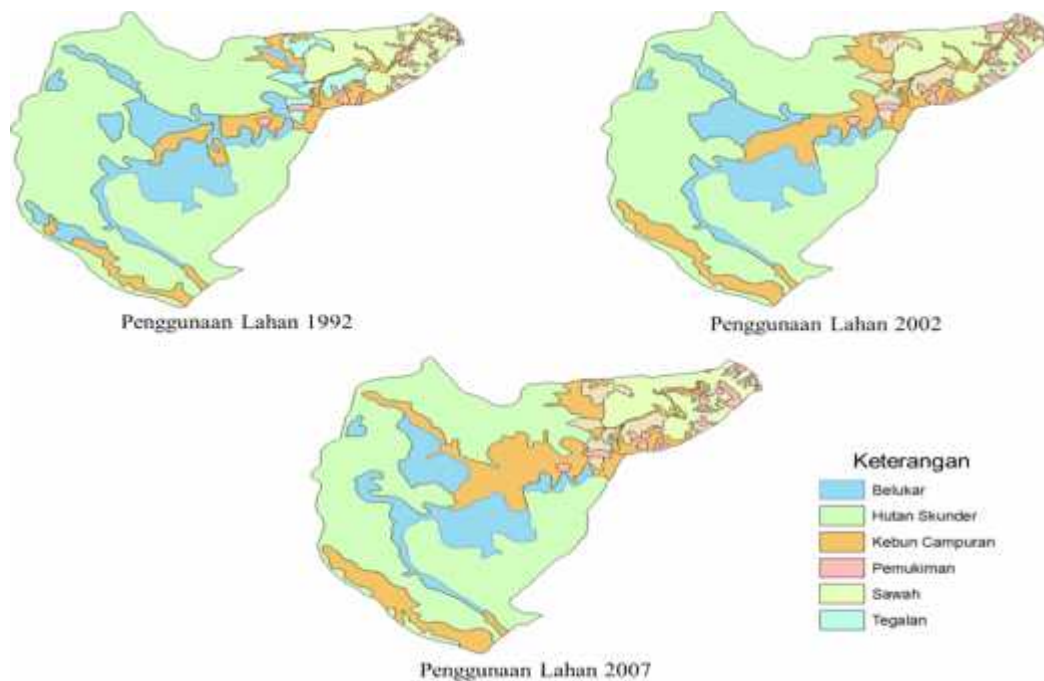 Penggunaan Lahan 1992
Penggunaan Lahan 2002
Keterangan
Belukar
Hutan Skunder
Kebun Campuran
Pemukiman
Sawah
Tegalan
Penggunaan Lahan 2007